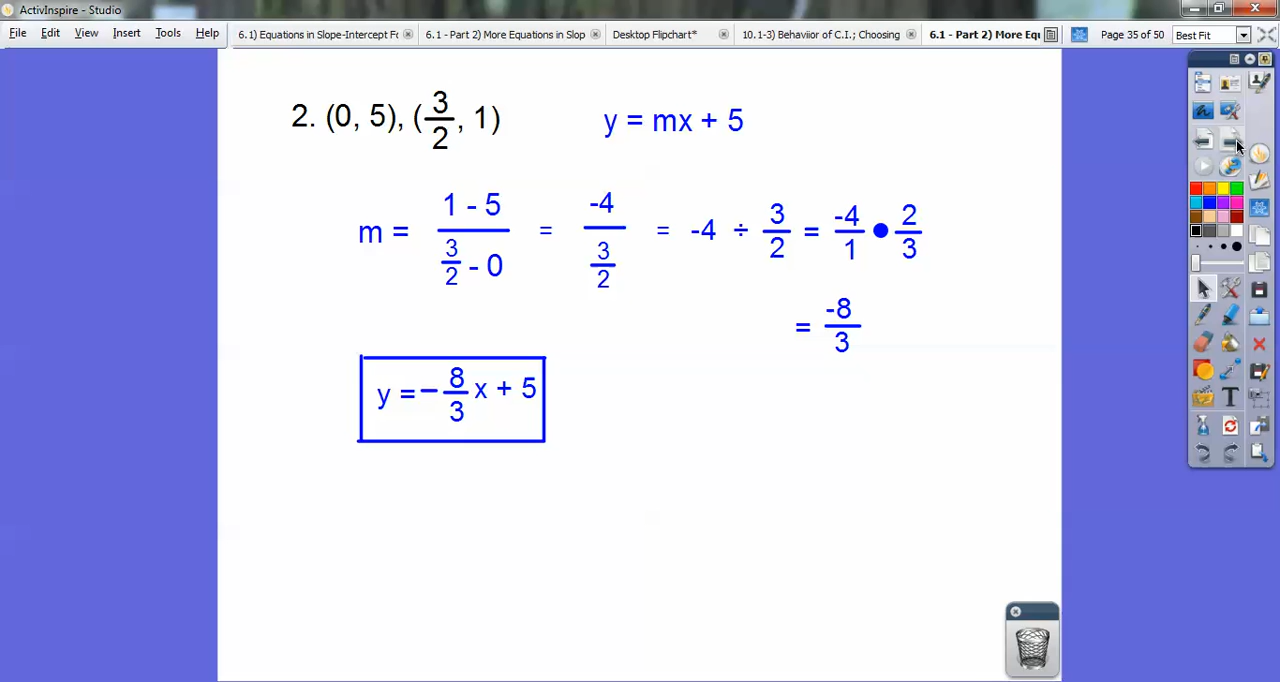 ActivInspire - Studio
File Edit View Insert Tools Help
6.1) Equations in Slope-Intercept Fo 6.1 - Part 2) More Equations in Slop Desktop Flipchart* 10.1-3) Behavior of C.I.; Choosing 6.1 - Part 2) More Equ Page 35 of 50 Best Fit
2. (0, 5), (3/2, 1) y = mx + 5
m = (1 - 5)/(3/2 - 0) = -4/(3/2) = -4 ÷ 3/2 = -4/1 • 2/3
= -8/3
y = -8/3 x + 5
T